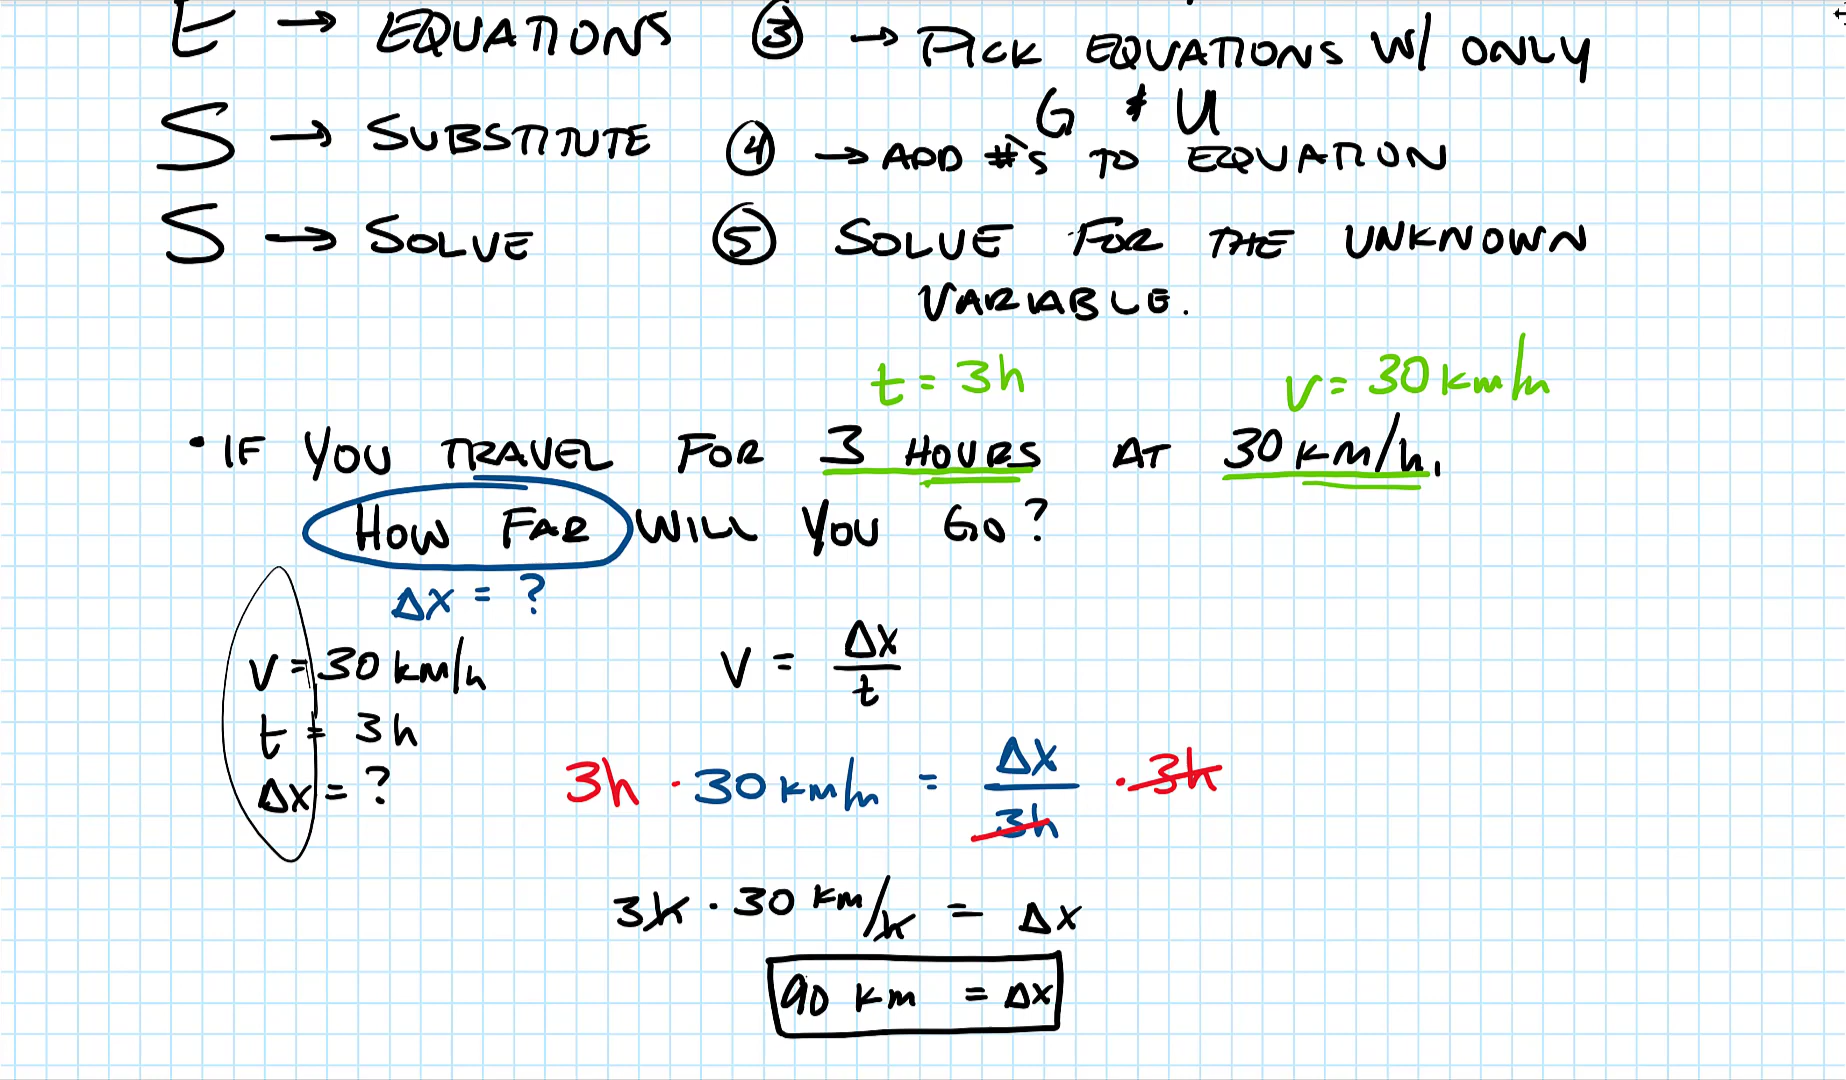 E → EQUATIONS ③ → PICK EQUATIONS W/ ONLY
G & U
S → SUBSTITUTE ④ → ADD #'s TO EQUATION
S → SOLVE ⑤ SOLVE FOR THE UNKNOWN
VARIABLE.
t = 3h v = 30 km/h
• IF YOU TRAVEL FOR 3 HOURS AT 30 km/h,
HOW FAR WILL YOU GO?
Δx = ?
v = 30 km/h v = Δx/t
t = 3h
Δx = ? 3h · 30 km/h = Δx/3h · 3h
3h · 30 km/h = Δx
90 km = Δx